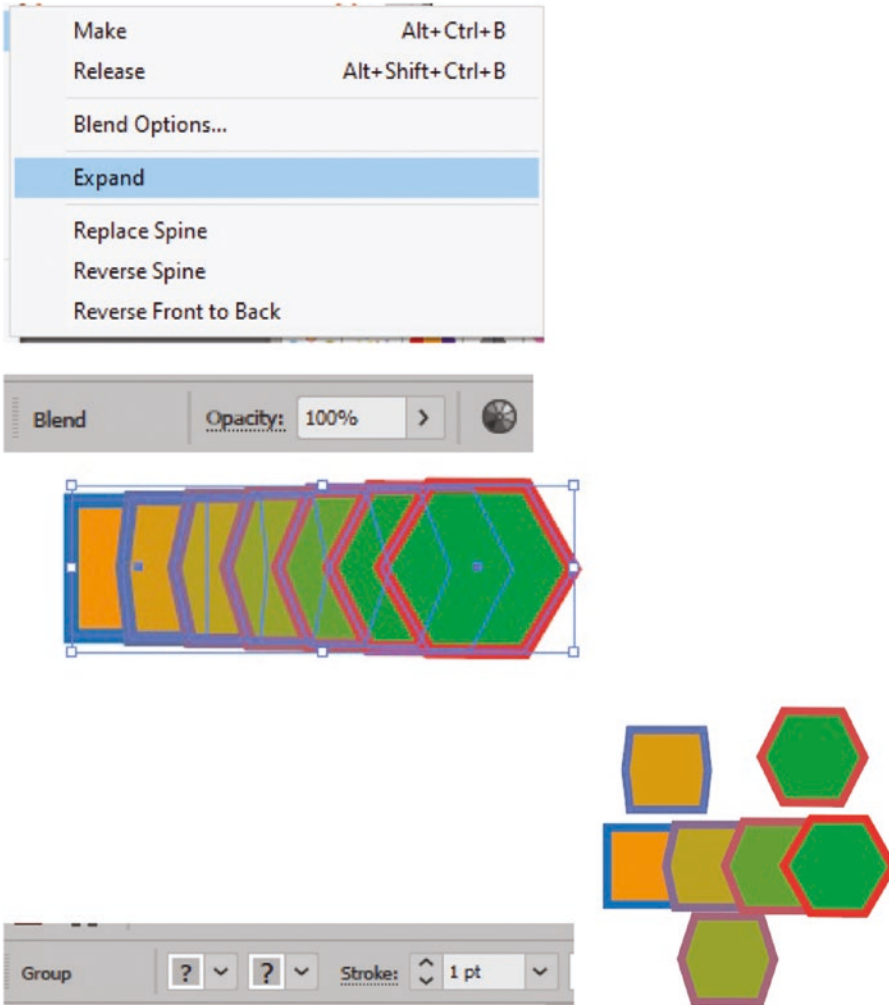 Make Alt+Ctrl+B
Release Alt+Shift+Ctrl+B
Blend Options...
Expand
Replace Spine
Reverse Spine
Reverse Front to Back
Blend Opacity: 100%
Group ? ? Stroke: 1 pt